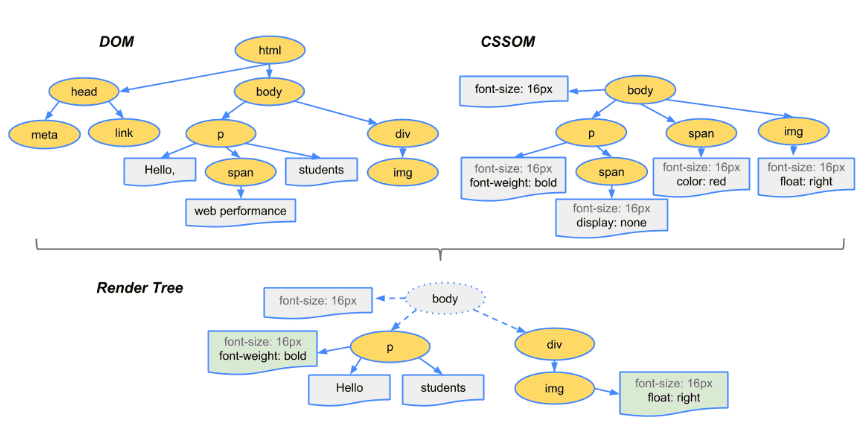 DOM
CSSOM
html
head
body
meta
link
p
div
Hello,
span
students
img
web performance
font-size: 16px
body
p
span
img
font-size: 16px
font-weight: bold
span
font-size: 16px
color: red
font-size: 16px
float: right
font-size: 16px
display: none
Render Tree
font-size: 16px
body
font-size: 16px
font-weight: bold
p
div
Hello
students
img
font-size: 16px
float: right